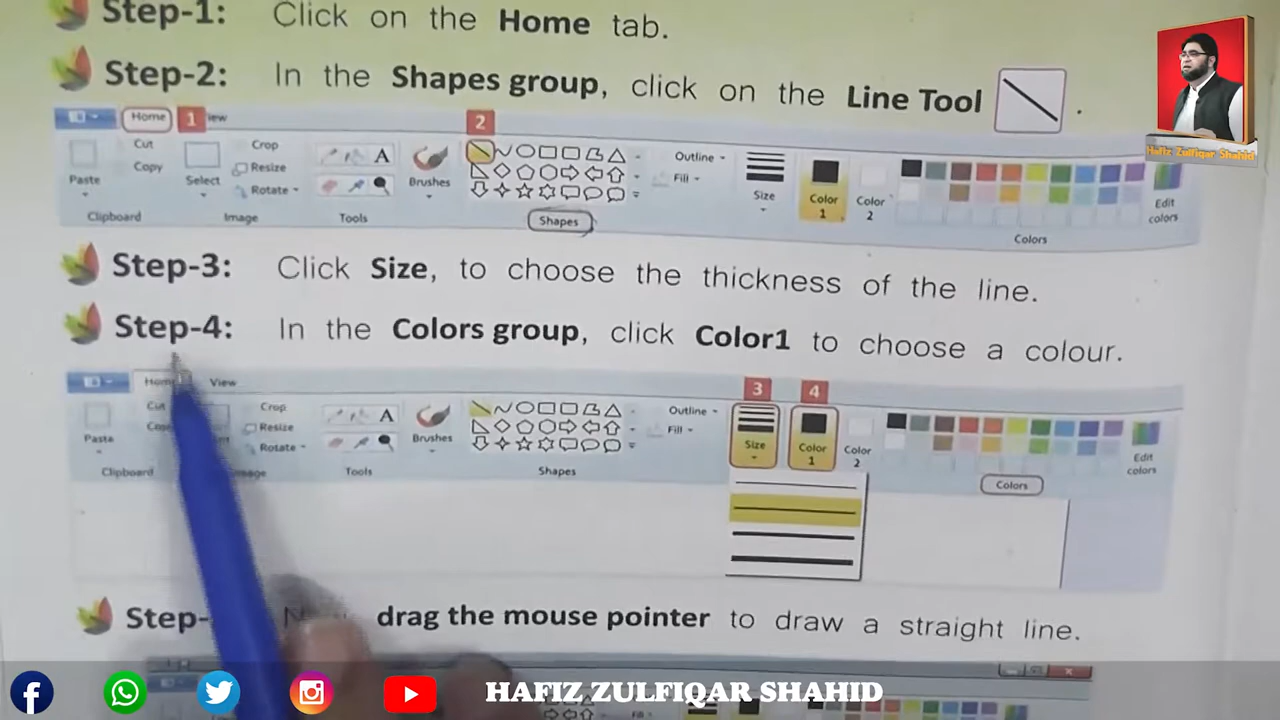 Step-1: Click on the Home tab.
Step-2: In the Shapes group, click on the Line Tool .
Hafiz Zulfiqar Shahid
Home 1 iew 2
Cut Crop
Copy Resize
Paste Select Rotate A Brushes Outline Fill Size Color 1 Color 2 Edit colors
Clipboard Image Tools Shapes Colors
Step-3: Click Size, to choose the thickness of the line.
Step-4: In the Colors group, click Color1 to choose a colour.
View 3 4
Cut Crop
Resize
Paste Rotate A Brushes Outline Fill Size Color 1 Color 2 Edit colors
Clipboard Tools Shapes Colors
Step- drag the mouse pointer to draw a straight line.
HAFIZ ZULFIQAR SHAHID